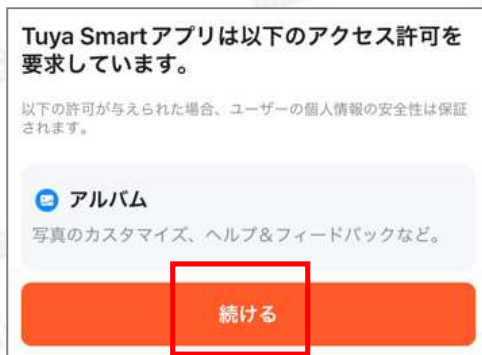 Tuya Smartアプリは以下のアクセス許可を
要求しています。
以下の許可が与えられた場合、ユーザーの個人情報の安全性は保証
されます。
アルバム
写真のカスタマイズ、ヘルプ&フィードバックなど。
続ける